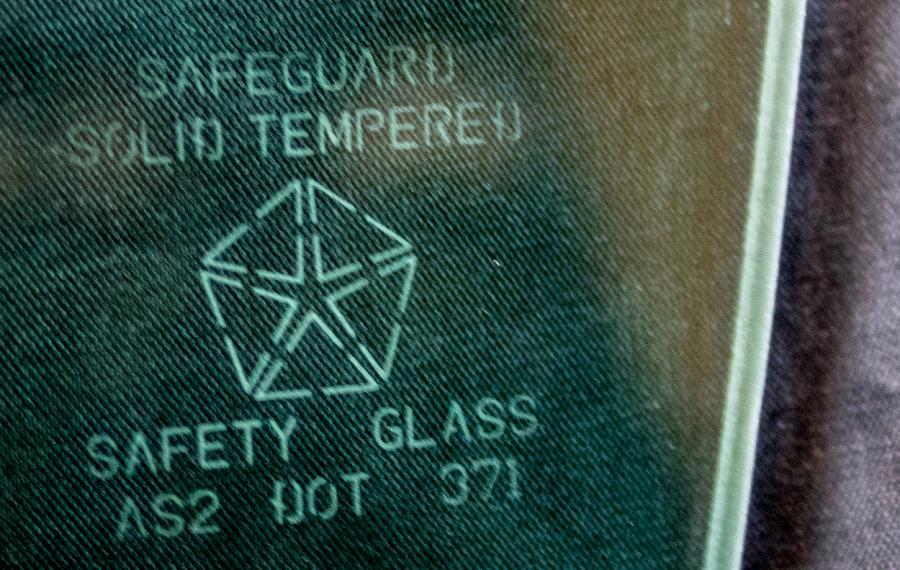 SAFEGUARD
SOLID TEMPERED
SAFETY GLASS
AS2 DOT 371